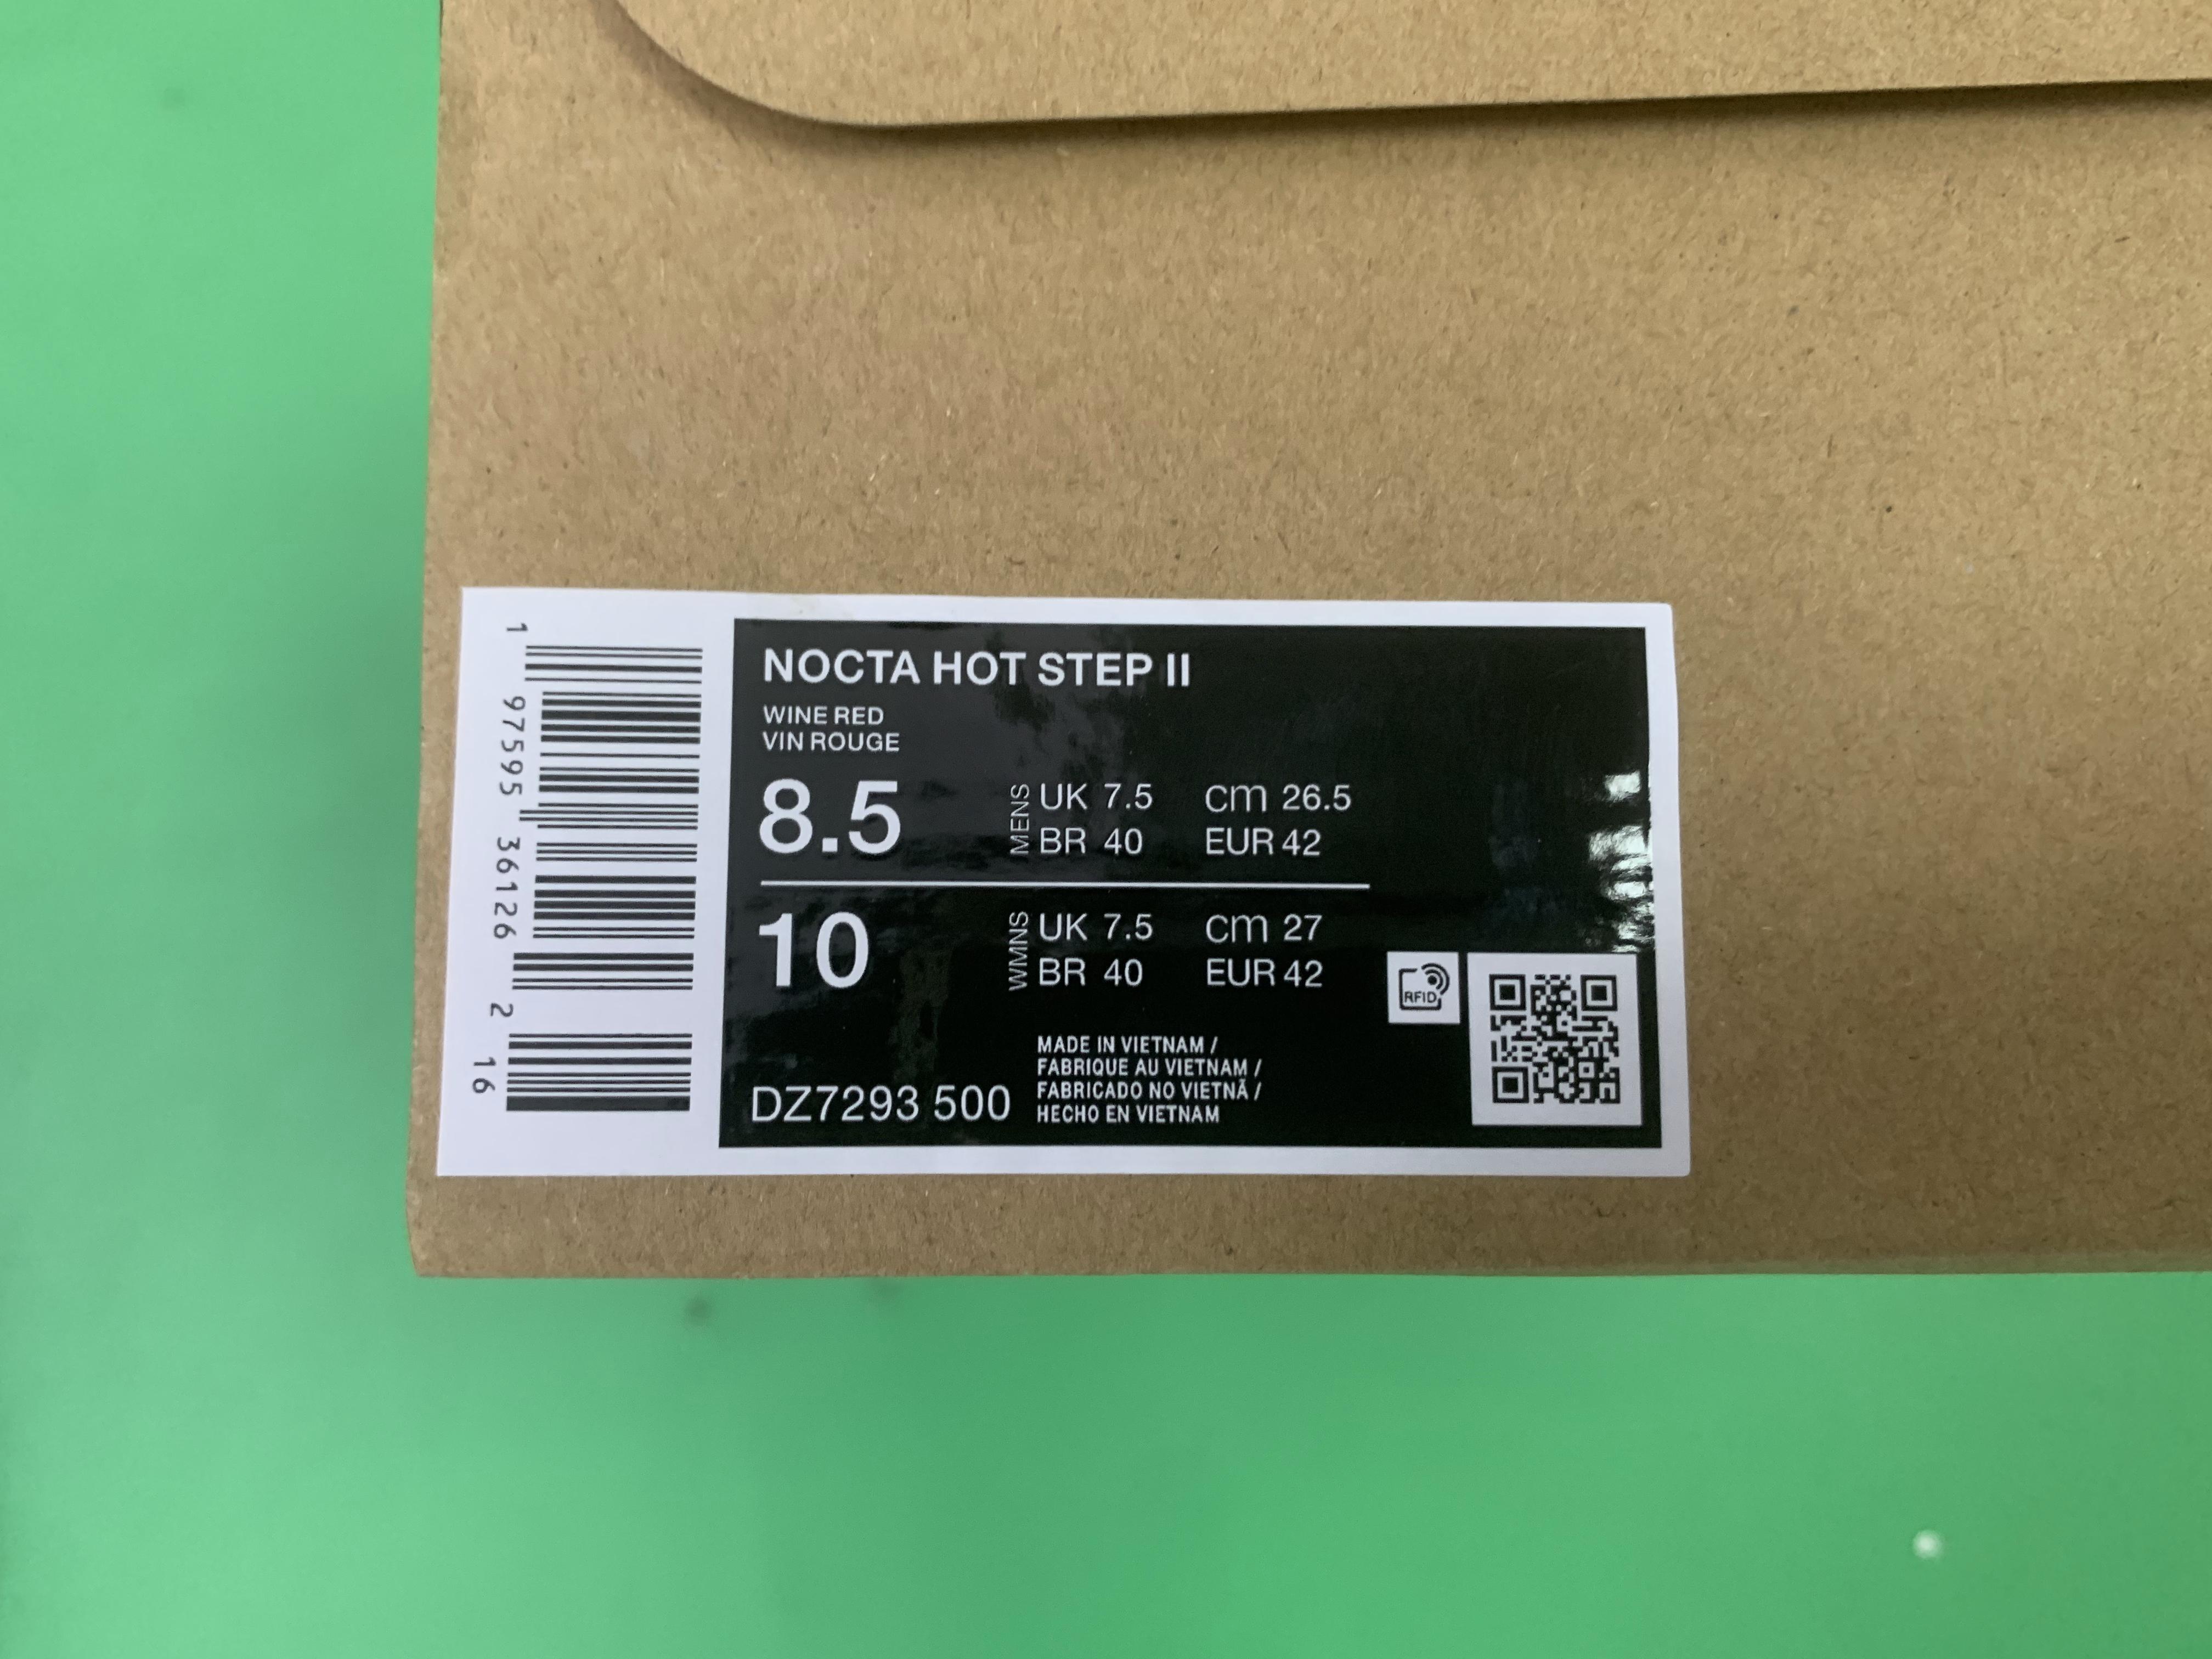 NOCTA HOT STEP II
WINE RED
VIN ROUGE
8.5 MENS UK 7.5 cm 26.5
BR 40 EUR 42
10 WMNS UK 7.5 cm 27
BR 40 EUR 42
RFID
DZ7293 500
MADE IN VIETNAM /
FABRIQUE AU VIETNAM /
FABRICADO NO VIETNÃ /
HECHO EN VIETNAM
1 97595 36126 2 16